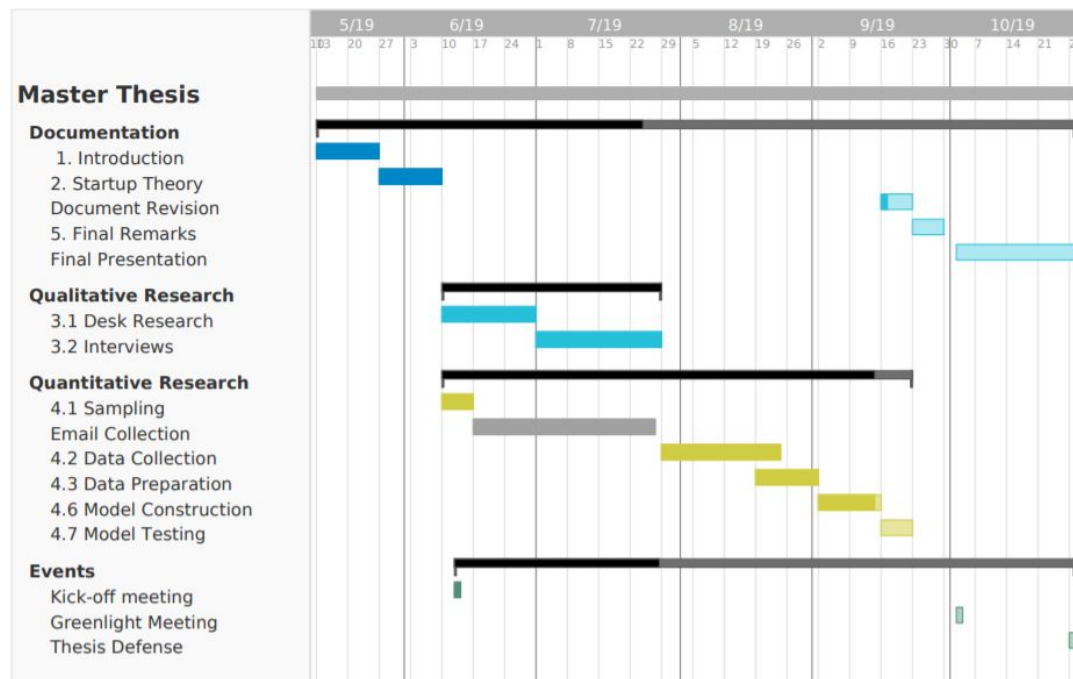 5/19 6/19 7/19 8/19 9/19 10/19
13 20 27 3 10 17 24 1 8 15 22 29 5 12 19 26 2 9 16 23 30 7 14 21
Master Thesis
Documentation
1. Introduction
2. Startup Theory
Document Revision
5. Final Remarks
Final Presentation
Qualitative Research
3.1 Desk Research
3.2 Interviews
Quantitative Research
4.1 Sampling
Email Collection
4.2 Data Collection
4.3 Data Preparation
4.6 Model Construction
4.7 Model Testing
Events
Kick-off meeting
Greenlight Meeting
Thesis Defense